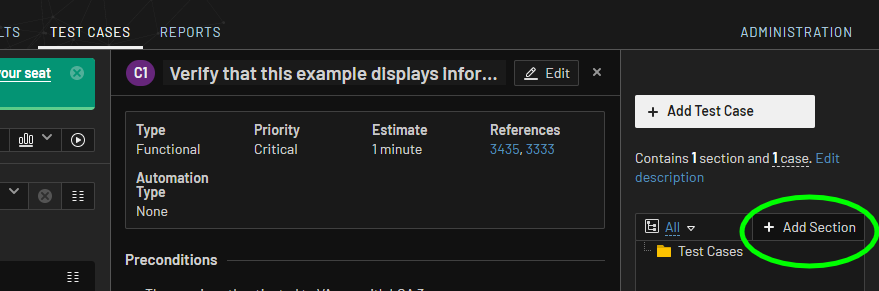 LTS TEST CASES REPORTS ADMINISTRATION
your seat
C1 Verify that this example displays infor... Edit
Type Priority Estimate References
Functional Critical 1 minute 3435, 3333
Automation
Type
None
Preconditions
+ Add Test Case
Contains 1 section and 1 case. Edit
description
All + Add Section
Test Cases